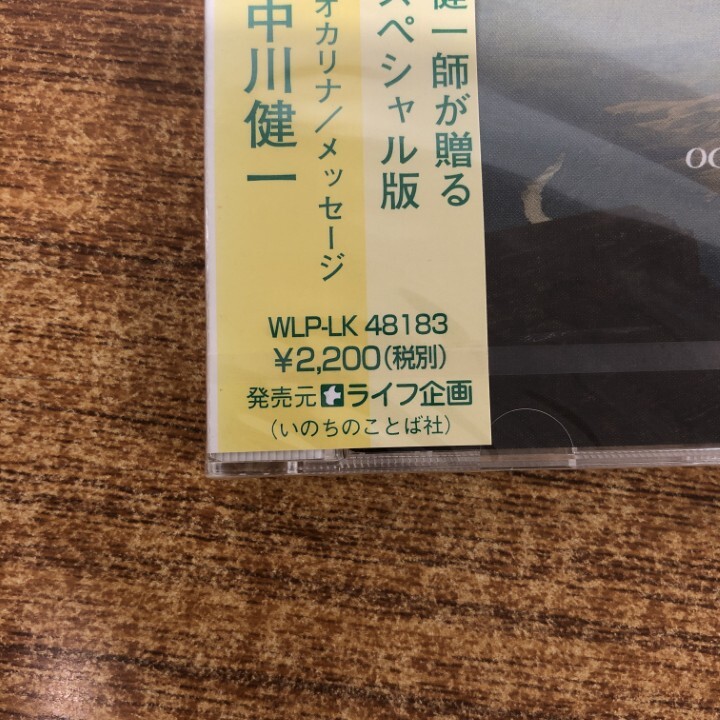 健一師が贈る
スペシャル版
オカリナ/メッセージ
中川健一
WLP-LK 48183
¥2,200(税別)
発売元 ライフ企画
(いのちのことば社)